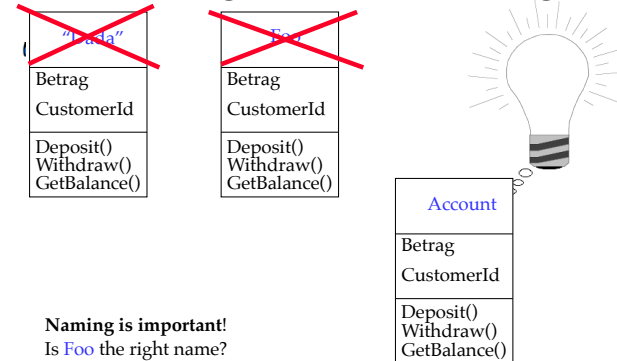 “Dada”
Betrag
CustomerId
Deposit()
Withdraw()
GetBalance()
Foo
Betrag
CustomerId
Deposit()
Withdraw()
GetBalance()
Account
Betrag
CustomerId
Deposit()
Withdraw()
GetBalance()
Naming is important!
Is Foo the right name?